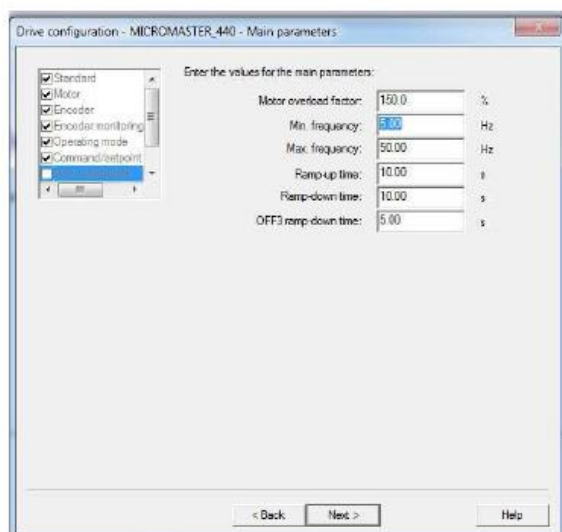 Drive configuration - MICROMASTER_440 - Main parameters
Standard
Motor
Encoder
Encoder monitoring
Operating mode
Command/setpoint
Enter the values for the main parameters:
Motor overload factor: 150.0 %
Min. frequency: 5.00 Hz
Max. frequency: 50.00 Hz
Ramp-up time: 10.00 s
Ramp-down time: 10.00 s
OFF3 ramp-down time: 5.00 s
< Back Next > Help